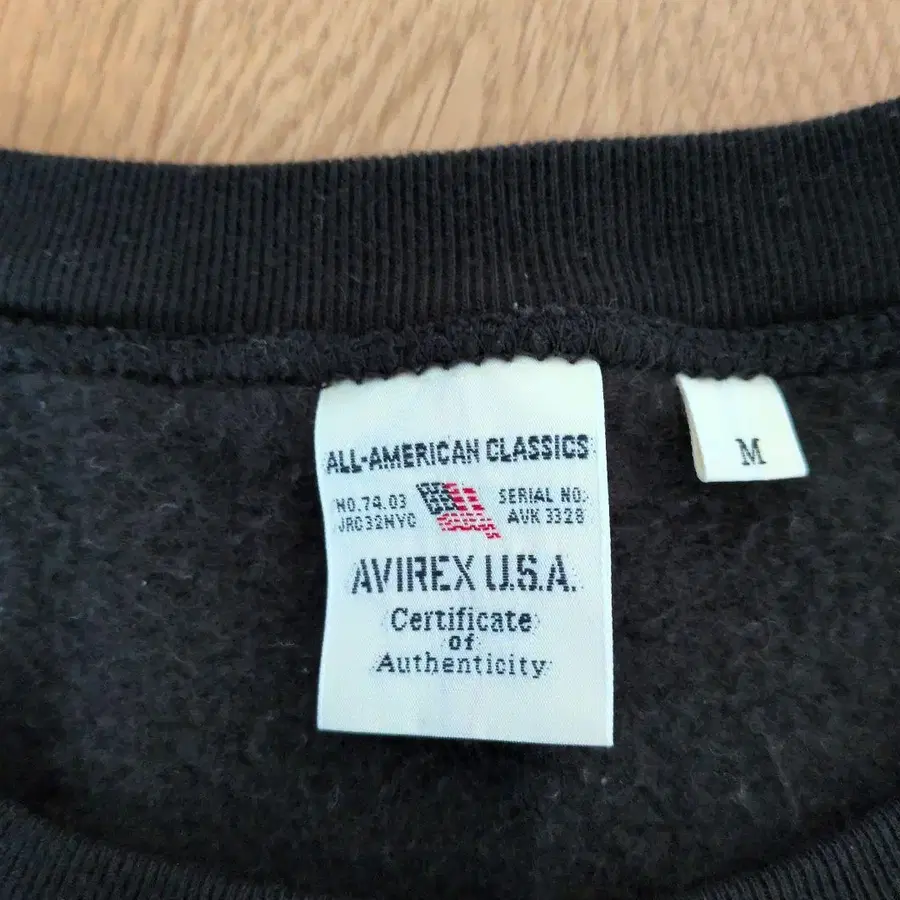 ALL-AMERICAN CLASSICS
NO.74.03
JRC32NYC
SERIAL NO:
AVK 3328
AVIREX U.S.A.
Certificate
of
Authenticity
M